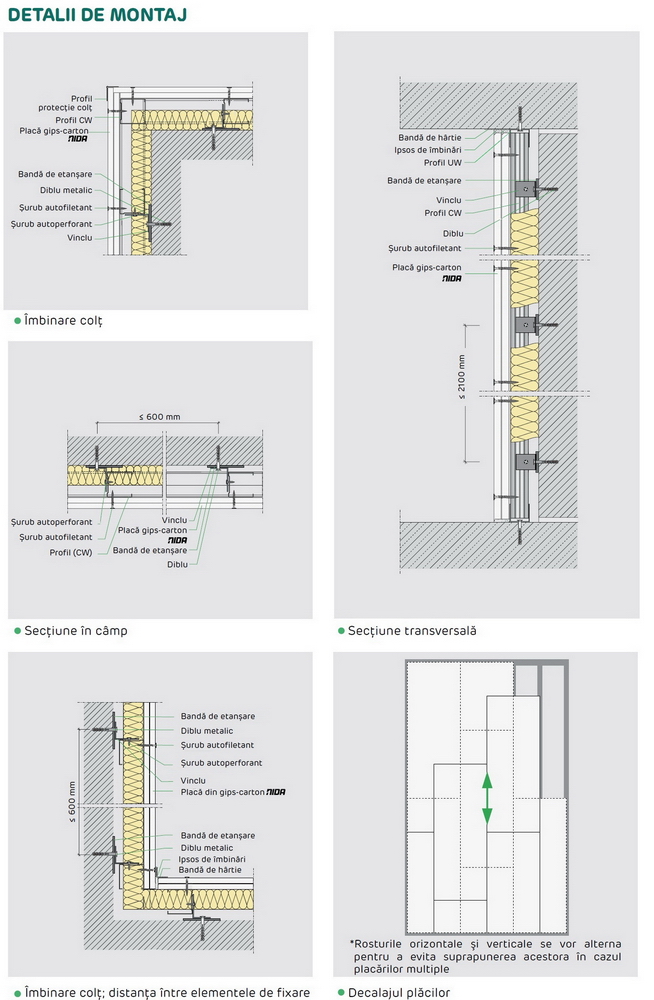 DETALII DE MONTAJ
Profil
protecție colț
Profil CW
Placă gips-carton
NIDA
Bandă de etanșare
Diblu metalic
Șurub autofiletant
Șurub autoperforant
Vinclu
Îmbinare colț
≤ 600 mm
Șurub autoperforant
Șurub autofiletant
Profil (CW)
Vinclu
Placă gips-carton
NIDA
Bandă de etanșare
Diblu
Secțiune în câmp
Bandă de hârtie
Ipsos de îmbinări
Profil UW
Bandă de etanșare
Vinclu
Profil CW
Diblu
Șurub autofiletant
Placă gips-carton
NIDA
≤ 2100 mm
Secțiune transversală
Bandă de etanșare
Diblu metalic
Șurub autofiletant
Șurub autoperforant
Vinclu
Placă din gips-carton NIDA
≤ 600 mm
Bandă de etanșare
Diblu metalic
Ipsos de îmbinări
Bandă de hârtie
Îmbinare colț; distanța între elementele de fixare
*Rosturile orizontale și verticale se vor alterna
pentru a evita suprapunerea acestora în cazul
placărilor multiple
Decalajul plăcilor